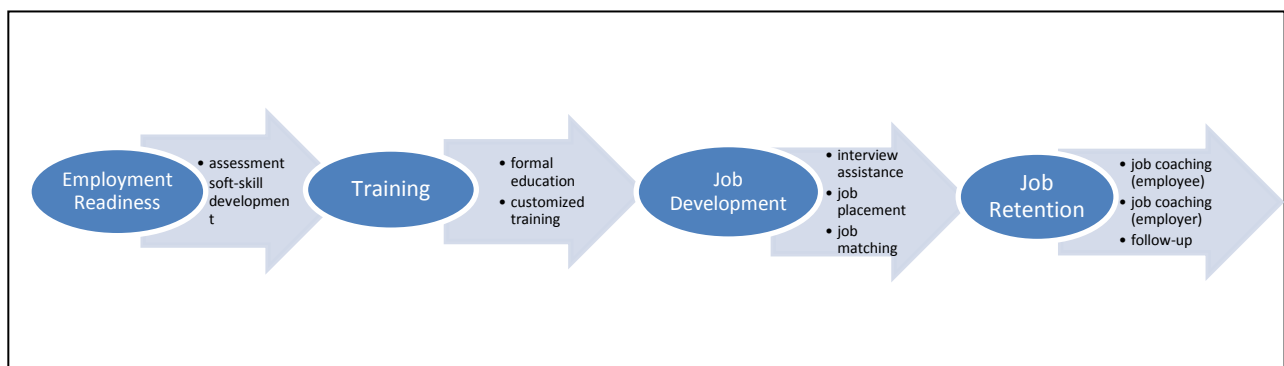 Employment
Readiness
• assessment
soft-skill
developmen
t
Training
• formal
education
• customized
training
Job
Development
• interview
assistance
• job
placement
• job
matching
Job
Retention
• job coaching
(employee)
• job coaching
(employer)
• follow-up